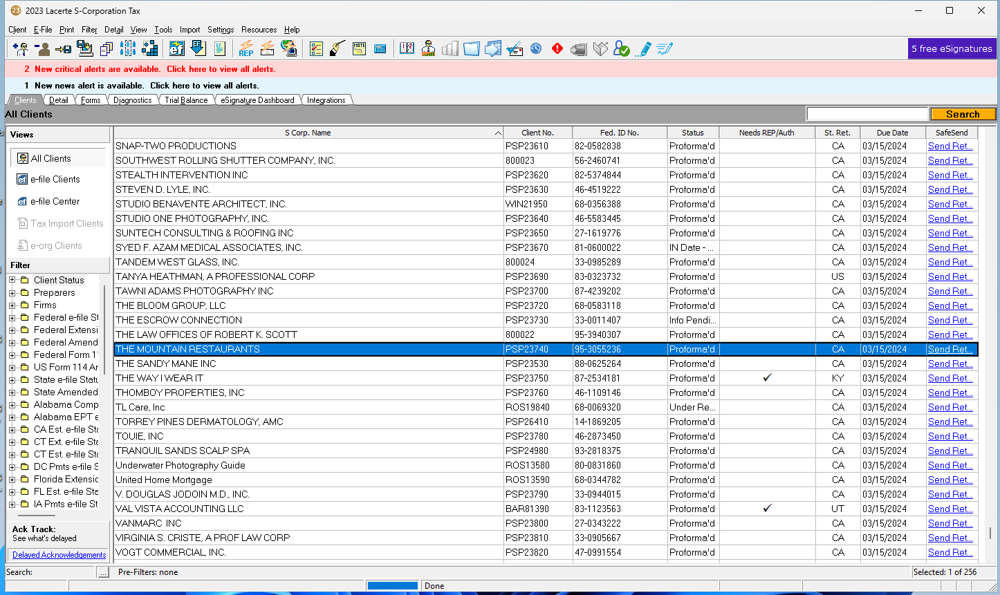 2023 Lacerte S-Corporation Tax
Client E-File Print Filter Detail View Tools Import Settings Resources Help
5 free eSignatures
2 New critical alerts are available. Click here to view all alerts.
1 New news alert is available. Click here to view all alerts.
Clients Detail Forms Diagnostics Trial Balance eSignature Dashboard Integrations
All Clients Search
Views
All Clients
e-file Clients
e-file Center
Tax Import Clients
e-org Clients
Filter
Client Status
Preparers
Firms
Federal e-file St
Federal Extensi
Federal Amend
Federal Form 1
US Form 114 Ar
State e-file Statu
State Amended
Alabama Comp
Alabama EPT e
CA Est. e-file Sta
CT Ext. e-file Sta
CT Est. e-file Sta
DC Pmts e-file S
Florida Extensic
FL Est. e-file Sta
IA Pmts e-file St
Ack Track:
See what's delayed
Delayed Acknowledgements
S Corp. Name Client No. Fed. ID No. Status Needs REP/Auth St. Ret. Due Date SafeSend
SNAP-TWO PRODUCTIONS PSP23610 82-0582838 Proforma'd CA 03/15/2024 Send Ret...
SOUTHWEST ROLLING SHUTTER COMPANY, INC. 800023 56-2460741 Proforma'd CA 03/15/2024 Send Ret...
STEALTH INTERVENTION INC PSP23620 82-5374844 Proforma'd CA 03/15/2024 Send Ret...
STEVEN D. LYLE, INC. PSP23630 46-4519222 Proforma'd CA 03/15/2024 Send Ret...
STUDIO BENAVENTE ARCHITECT, INC. WIN21950 68-0356388 Proforma'd CA 03/15/2024 Send Ret...
STUDIO ONE PHOTOGRAPHY, INC. PSP23640 46-5583445 Proforma'd CA 03/15/2024 Send Ret...
SUNTECH CONSULTING & ROOFING INC PSP23650 27-1619776 Proforma'd CA 03/15/2024 Send Ret...
SYED F. AZAM MEDICAL ASSOCIATES, INC. PSP23670 81-0600022 IN Date - ... CA 03/15/2024 Send Ret...
TANDEM WEST GLASS, INC. 800024 33-0985289 Proforma'd CA 03/15/2024 Send Ret...
TANYA HEATHMAN, A PROFESSIONAL CORP PSP23690 83-0323732 Proforma'd US 03/15/2024 Send Ret...
TAWNI ADAMS PHOTOGRAPHY INC PSP23700 87-4239202 Proforma'd CA 03/15/2024 Send Ret...
THE BLOOM GROUP, LLC PSP23720 68-0583118 Proforma'd CA 03/15/2024 Send Ret...
THE ESCROW CONNECTION PSP23730 33-0011407 Info Pendi... CA 03/15/2024 Send Ret...
THE LAW OFFICES OF ROBERT K. SCOTT 800022 95-3940307 Proforma'd CA 03/15/2024 Send Ret...
THE MOUNTAIN RESTAURANTS PSP23740 95-3055236 Proforma'd CA 03/15/2024 Send Ret...
THE SANDY MANE INC PSP23530 88-0625264 Proforma'd CA 03/15/2024 Send Ret...
THE WAY I WEAR IT PSP23750 87-2534181 Proforma'd ✓ KY 03/15/2024 Send Ret...
THOMBOY PROPERTIES, INC PSP23760 46-1109146 Proforma'd CA 03/15/2024 Send Ret...
TL Care, Inc ROS19840 68-0069320 Under Re... CA 03/15/2024 Send Ret...
TORREY PINES DERMATOLOGY, AMC PSP26410 14-1869205 Proforma'd CA 03/15/2024 Send Ret...
TOUIE, INC PSP23780 46-2873450 Proforma'd CA 03/15/2024 Send Ret...
TRANQUIL SANDS SCALP SPA PSP24980 93-2818375 Proforma'd CA 03/15/2024 Send Ret...
Underwater Photography Guide ROS13580 80-0831860 Proforma'd CA 03/15/2024 Send Ret...
United Home Mortgage ROS13590 68-0344782 Proforma'd CA 03/15/2024 Send Ret...
V. DOUGLAS JODOIN M.D., INC. PSP23790 33-0944015 Proforma'd CA 03/15/2024 Send Ret...
VAL VISTA ACCOUNTING LLC BAR81390 83-1123563 Proforma'd ✓ UT 03/15/2024 Send Ret...
VANMARC INC PSP23800 27-0343222 Proforma'd CA 03/15/2024 Send Ret...
VIRGINIA S. CRISTE, A PROF LAW CORP PSP23810 33-0905667 Proforma'd CA 03/15/2024 Send Ret...
VOGT COMMERCIAL, INC. PSP23820 47-0991554 Proforma'd CA 03/15/2024 Send Ret...
Search: ... Pre-Filters: none Selected: 1 of 256
Done